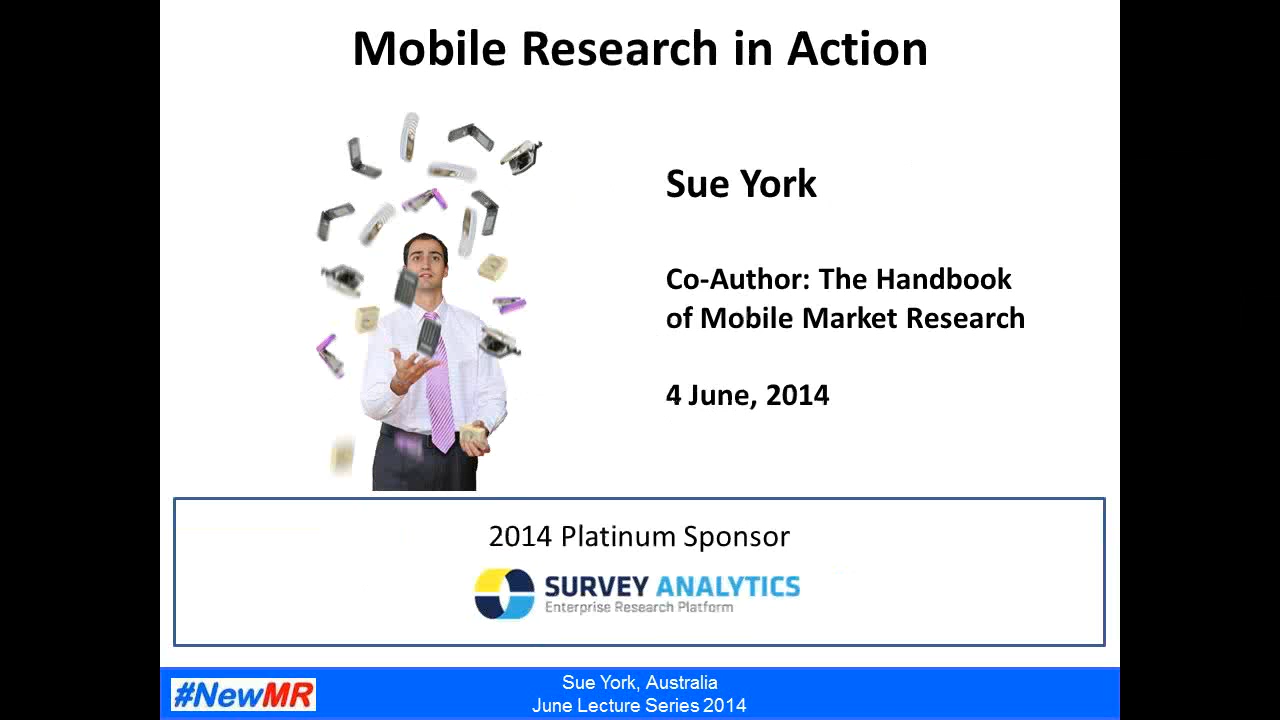 Mobile Research in Action
Sue York
Co-Author: The Handbook
of Mobile Market Research
4 June, 2014
2014 Platinum Sponsor
SURVEY ANALYTICS
Enterprise Research Platform
#NewMR
Sue York, Australia
June Lecture Series 2014